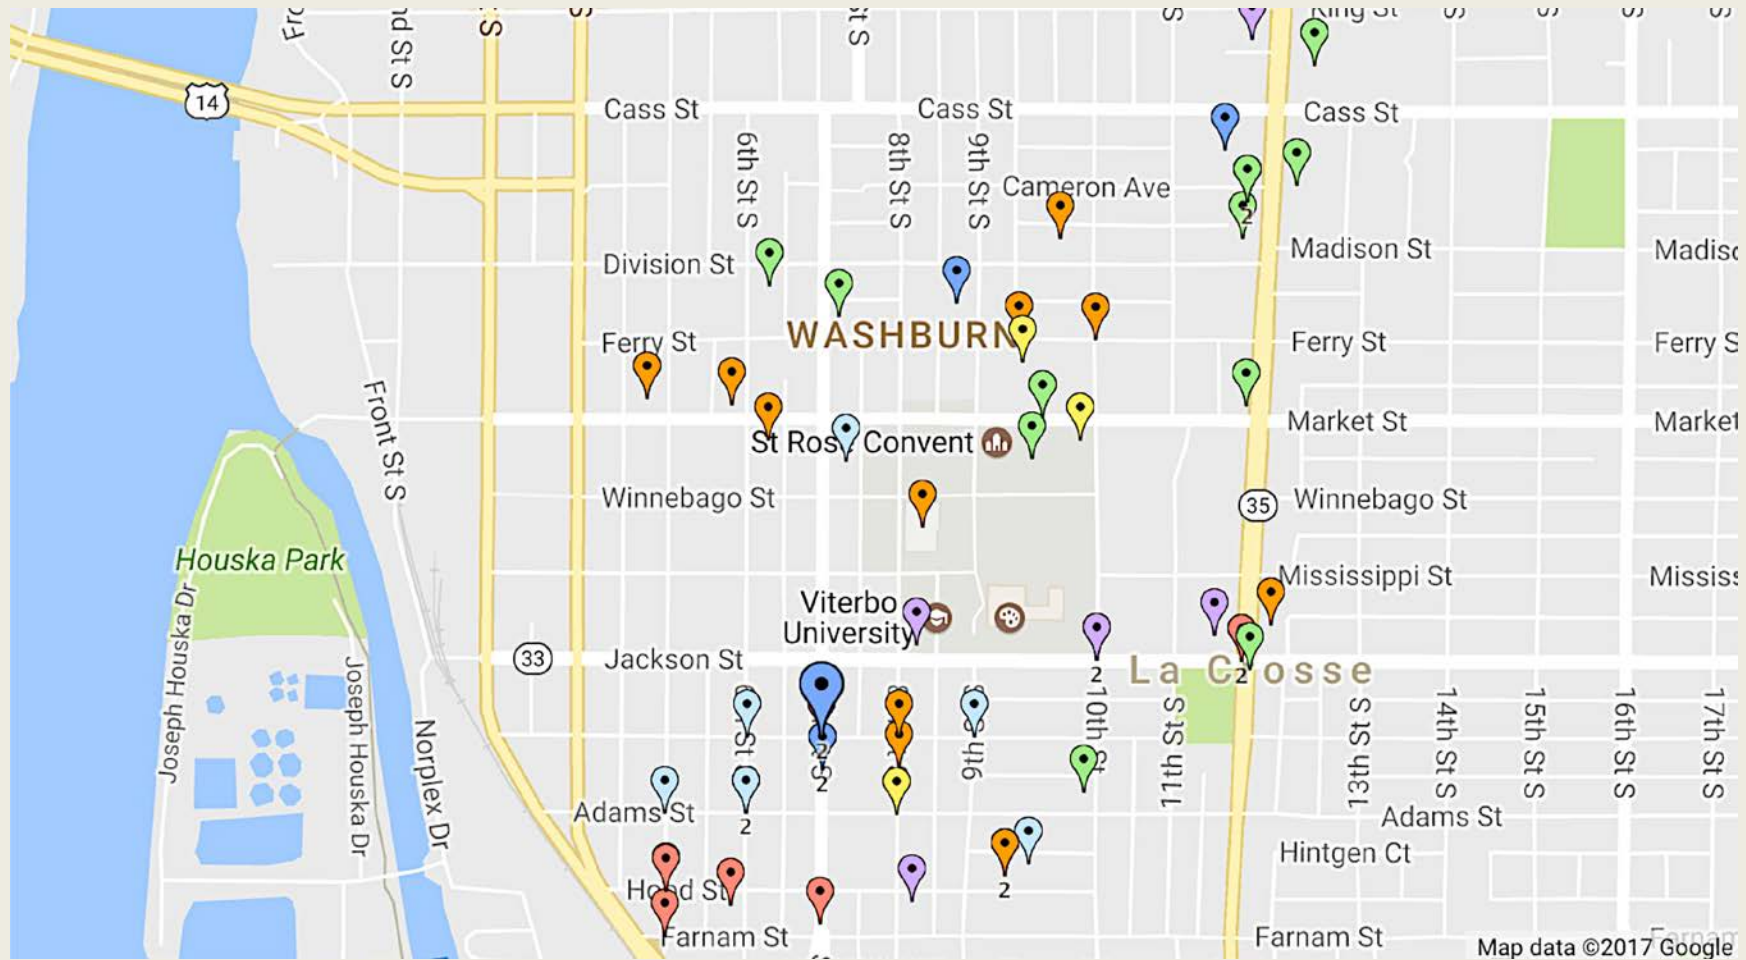 King St
14
Cass St
Cass St
Cass St
6th St S
8th St S
9th St S
Cameron Ave
Division St
Madison St
WASHBURN
Ferry St
Ferry St
Ferry S
Front St S
Market St
Market
St Rose Convent
Winnebago St
35
Winnebago St
Houska Park
Mississippi St
Viterbo
University
2
33
Jackson St
2
La Crosse
2
Joseph Houska Dr
Joseph Houska Dr
Norplex Dr
9th S
10th St
11th St S
13th St S
14th St S
15th St S
16th St S
17th St S
2
2
2
Adams St
Adams St
Hintgen Ct
Hood St
2
Farnam St
Farnam St
Map data ©2017 Google